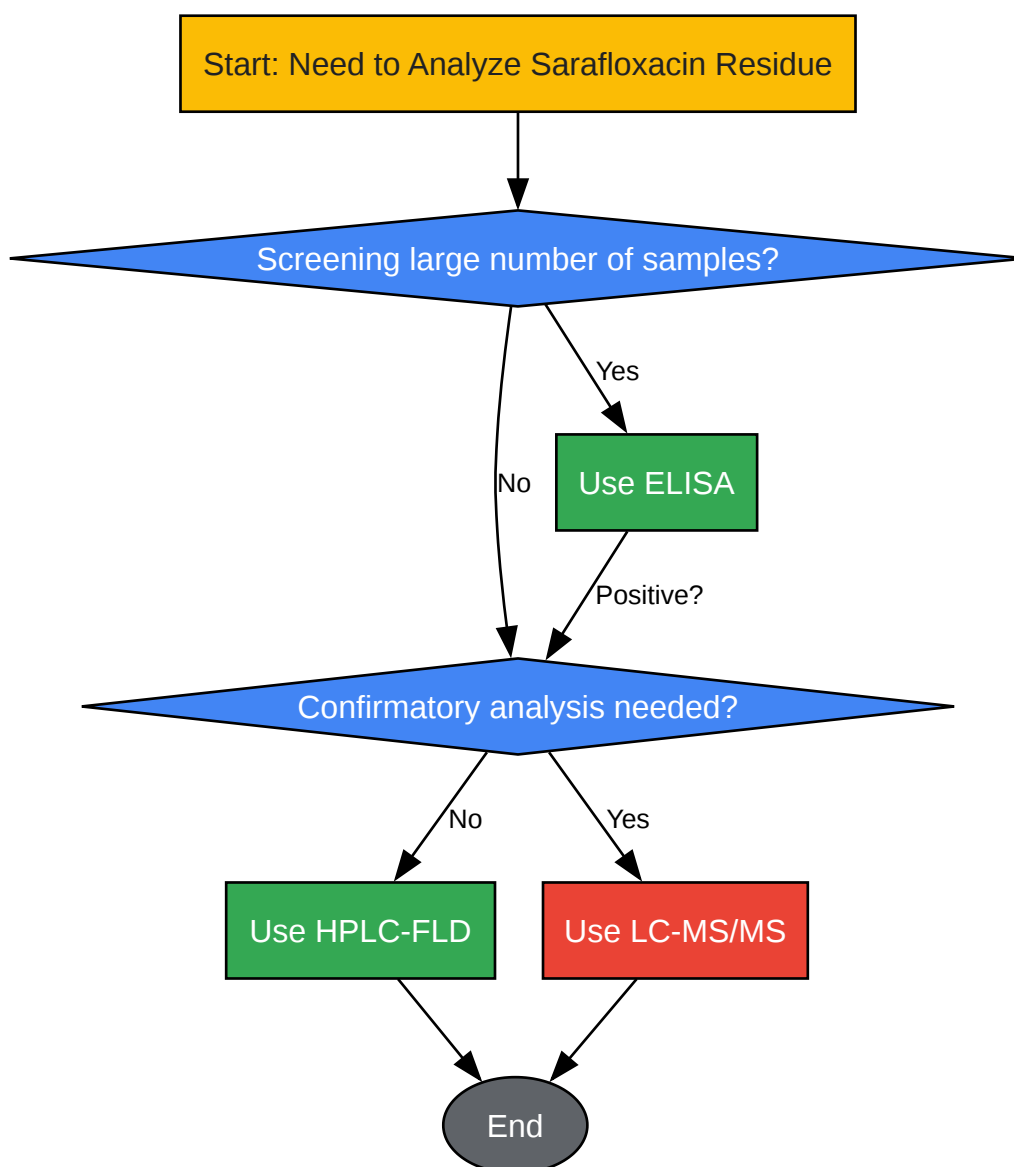 Start: Need to Analyze Sarafloxacin Residue
Screening large number of samples?
Yes
Use ELISA
No
Positive?
Confirmatory analysis needed?
No
Yes
Use HPLC-FLD
Use LC-MS/MS
End